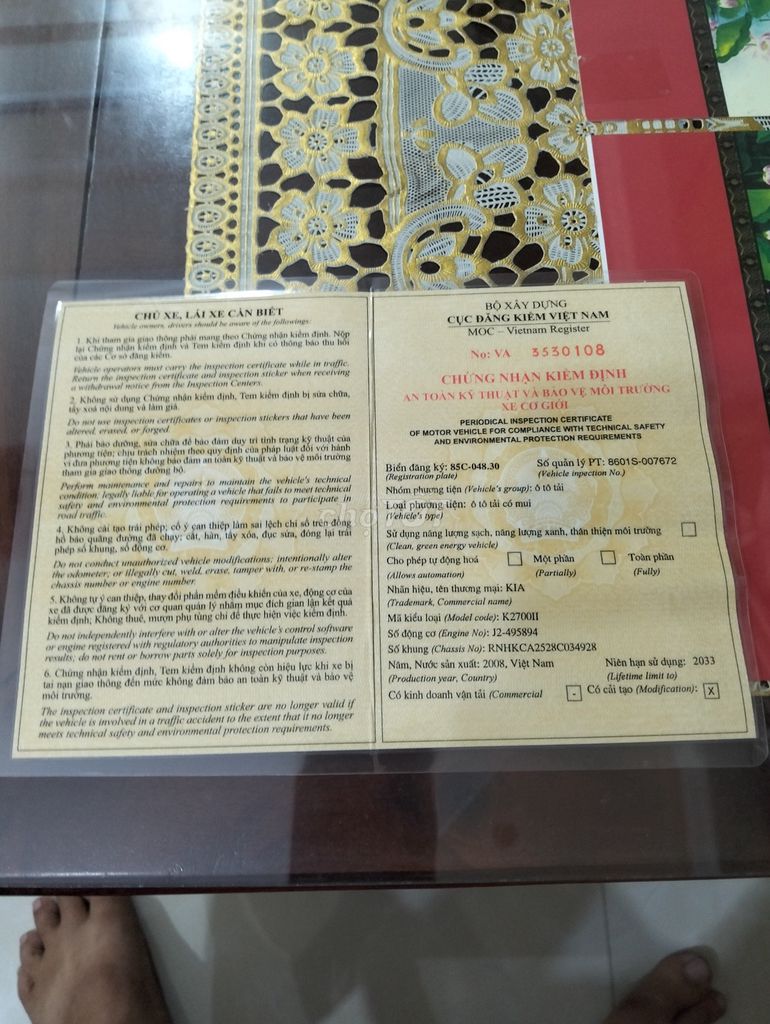 CHỦ XE, LÁI XE CẦN BIẾT
Vehicle owners, drivers should be aware of the followings:
1. Khi tham gia giao thông phải mang theo Chứng nhận kiểm định. Nộp
lại Chứng nhận kiểm định và Tem kiểm định khi có thông báo thu hồi
của các Cơ sở đăng kiểm.
Vehicle operators must carry the inspection certificate while in traffic.
Return the inspection certificate and inspection sticker when receiving
a withdrawal notice from the Inspection Centers.
2. Không sử dụng Chứng nhận kiểm định, Tem kiểm định bị sửa chữa,
tẩy xoá nội dung và làm giả.
Do not use inspection certificates or inspection stickers that have been
altered, erased, or forged.
3. Phải bảo dưỡng, sửa chữa để bảo đảm duy trì tình trạng kỹ thuật của
phương tiện; chịu trách nhiệm theo quy định của pháp luật đối với hành
vi đưa phương tiện không bảo đảm an toàn kỹ thuật và bảo vệ môi trường
tham gia giao thông đường bộ.
Perform maintenance and repairs to maintain the vehicle's technical
condition; legally liable for operating a vehicle that fails to meet technical
safety and environmental protection requirements to participate in
road traffic.
4. Không cải tạo trái phép; cố ý can thiệp làm sai lệch chỉ số trên đồng
hồ báo quãng đường đã chạy; cắt, hàn, tẩy xóa, đục sửa, đóng lại trái
phép số khung, số động cơ.
Do not conduct unauthorized vehicle modifications; intentionally alter
the odometer; or illegally cut, weld, erase, tamper with, or re-stamp the
chassis number or engine number.
5. Không tự ý can thiệp, thay đổi phần mềm điều khiển của xe, động cơ của
xe đã được đăng ký với cơ quan quản lý nhằm mục đích gian lận kết quả
kiểm định; Không thuê, mượn phụ tùng chỉ để thực hiện việc kiểm định.
Do not independently interfere with or alter the vehicle's control software
or engine registered with regulatory authorities to manipulate inspection
results; do not rent or borrow parts solely for inspection purposes.
6. Chứng nhận kiểm định, Tem kiểm định không còn hiệu lực khi xe bị
tai nạn giao thông đến mức không đảm bảo an toàn kỹ thuật và bảo vệ
môi trường.
The inspection certificate and inspection sticker are no longer valid if
the vehicle is involved in a traffic accident to the extent that it no longer
meets technical safety and environmental protection requirements.
BỘ XÂY DỰNG
CỤC ĐĂNG KIỂM VIỆT NAM
MOC – Vietnam Register
No: VA 3530108
CHỨNG NHẬN KIỂM ĐỊNH
AN TOÀN KỸ THUẬT VÀ BẢO VỆ MÔI TRƯỜNG
XE CƠ GIỚI
PERIODICAL INSPECTION CERTIFICATE
OF MOTOR VEHICLE FOR COMPLIANCE WITH TECHNICAL SAFETY
AND ENVIRONMENTAL PROTECTION REQUIREMENTS
Biển đăng ký: 85C-048.30 Số quản lý PT: 8601S-007672
(Registration plate) (Vehicle inspection No.)
Nhóm phương tiện (Vehicle's group): ô tô tải
Loại phương tiện: ô tô tải có mui
(Vehicle's type)
Sử dụng năng lượng sạch, năng lượng xanh, thân thiện môi trường
(Clean, green energy vehicle)
Cho phép tự động hoá Một phần Toàn phần
(Allows automation) (Partially) (Fully)
Nhãn hiệu, tên thương mại: KIA
(Trademark, Commercial name)
Mã kiểu loại (Model code): K2700II
Số động cơ (Engine No): J2-495894
Số khung (Chassis No): RNHKCA2528C034928
Năm, Nước sản xuất: 2008, Việt Nam Niên hạn sử dụng: 2033
(Production year, Country) (Lifetime limit to)
Có kinh doanh vận tải (Commercial - Có cải tạo (Modification): X